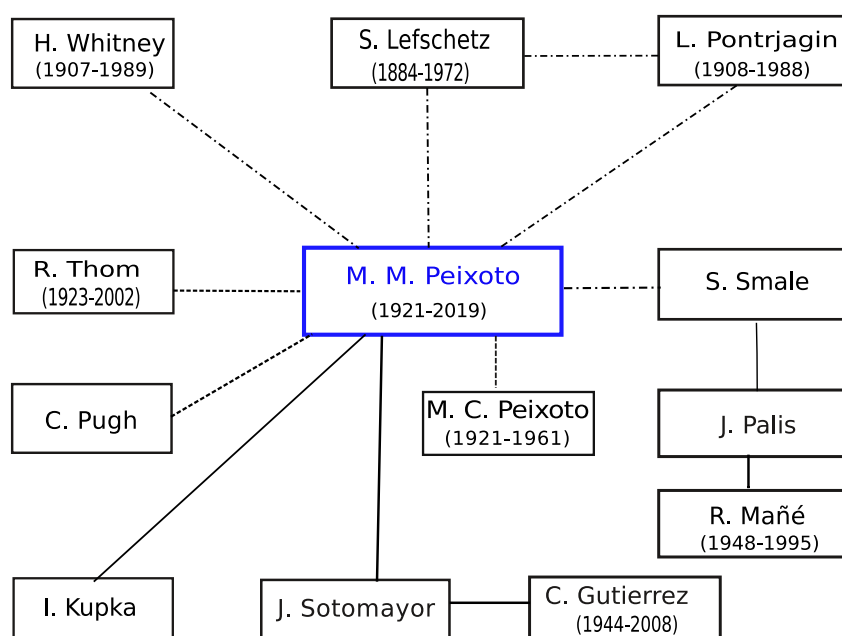 H. Whitney
(1907-1989)
S. Lefschetz
(1884-1972)
L. Pontrjagin
(1908-1988)
R. Thom
(1923-2002)
M. M. Peixoto
(1921-2019)
S. Smale
C. Pugh
M. C. Peixoto
(1921-1961)
J. Palis
R. Mañé
(1948-1995)
I. Kupka
J. Sotomayor
C. Gutierrez
(1944-2008)